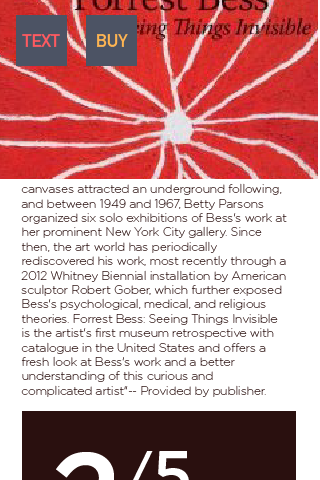 Forrest Bess
TEXT
BUY
Things Invisible
canvases attracted an underground following,
and between 1949 and 1967, Betty Parsons
organized six solo exhibitions of Bess's work at
her prominent New York City gallery. Since
then, the art world has periodically
rediscovered his work, most recently through a
2012 Whitney Biennial installation by American
sculptor Robert Gober, which further exposed
Bess's psychological, medical, and religious
theories. Forrest Bess: Seeing Things Invisible
is the artist's first museum retrospective with
catalogue in the United States and offers a
fresh look at Bess's work and a better
understanding of this curious and
complicated artist"-- Provided by publisher.
2/5